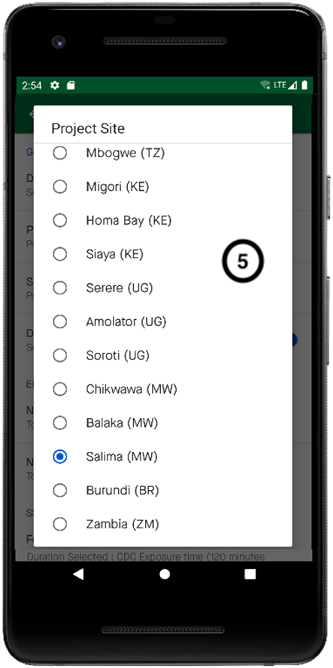 2:54 LTE
Project Site
Mbogwe (TZ)
Migori (KE)
Homa Bay (KE)
Siaya (KE)
5
Serere (UG)
Amolator (UG)
Soroti (UG)
Chikwawa (MW)
Balaka (MW)
Salima (MW)
Burundi (BR)
Zambia (ZM)
Duration Selected : CDC Exposure time (120 minutes